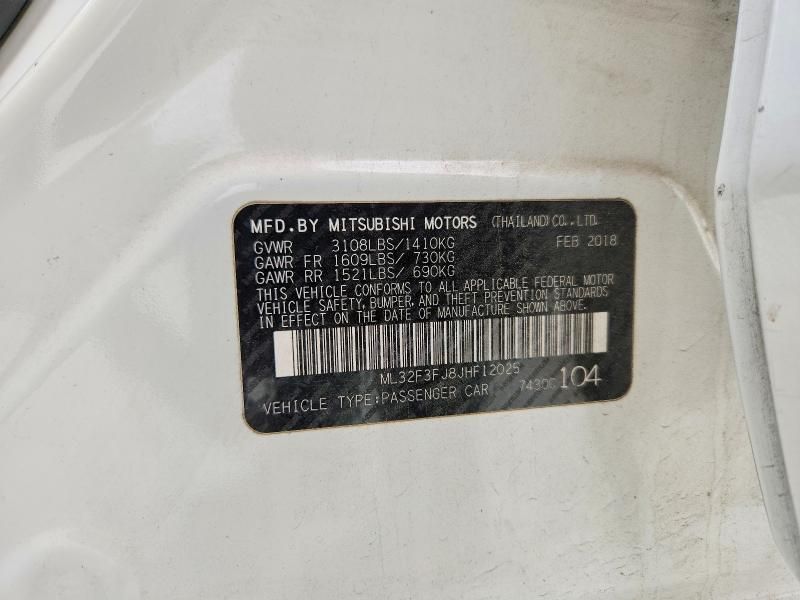 MFD.BY MITSUBISHI MOTORS (THAILAND) CO.,LTD.
GVWR 3108LBS/1410KG FEB 2018
GAWR FR 1609LBS/ 730KG
GAWR RR 1521LBS/ 690KG
THIS VEHICLE CONFORMS TO ALL APPLICABLE FEDERAL MOTOR
VEHICLE SAFETY, BUMPER, AND THEFT PREVENTION STANDARDS
IN EFFECT ON THE DATE OF MANUFACTURE SHOWN ABOVE.
ML32F3FJ8JHF12025
VEHICLE TYPE:PASSENGER CAR 7430C 104